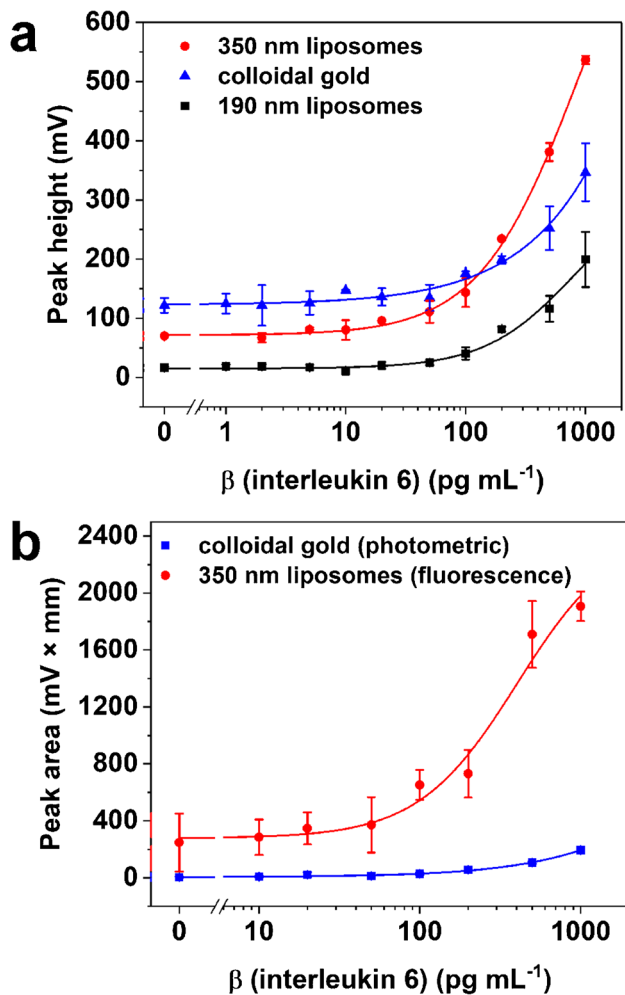 a
350 nm liposomes
colloidal gold
190 nm liposomes
Peak height (mV)
600
500
400
300
200
100
0
0 1 10 100 1000
β (interleukin 6) (pg mL⁻¹)
b
colloidal gold (photometric)
350 nm liposomes (fluorescence)
Peak area (mV × mm)
2400
2000
1600
1200
800
400
0
0 10 100 1000
β (interleukin 6) (pg mL⁻¹)